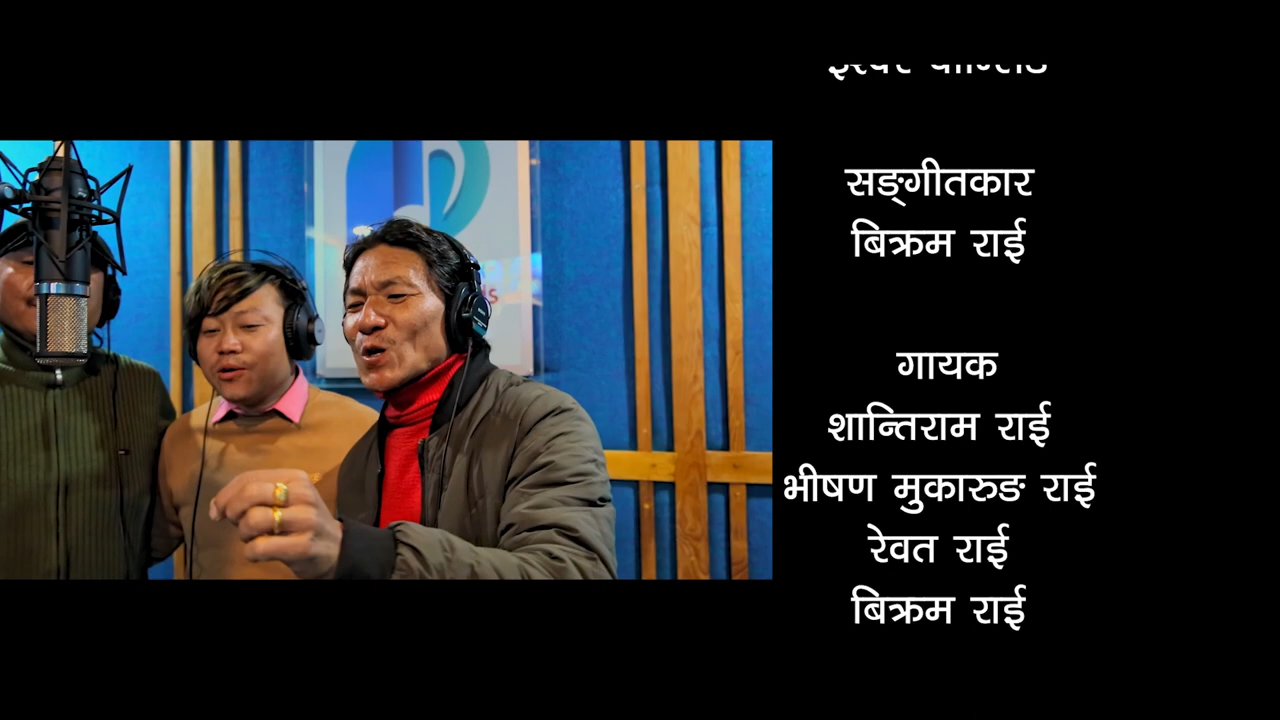 सङ्गीतकार
बिक्रम राई
गायक
शान्तिराम राई
भीषण मुकारुङ राई
रेवत राई
बिक्रम राई